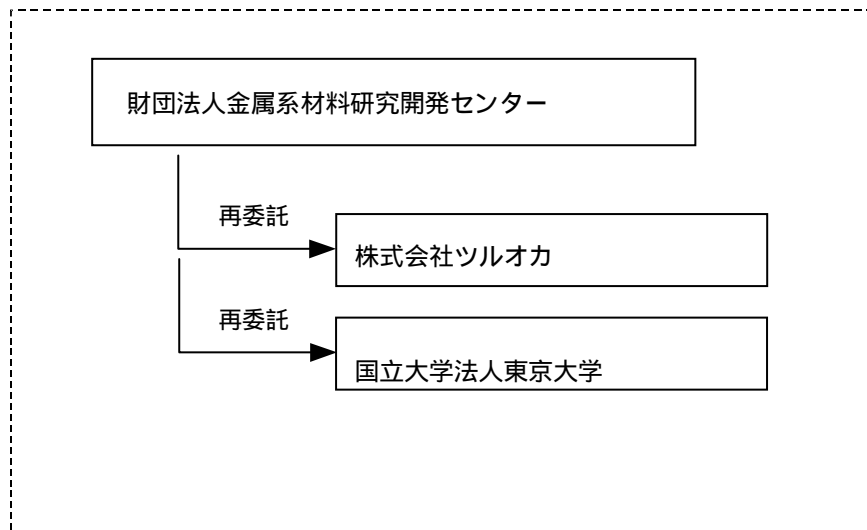 財団法人金属系材料研究開発センター
再委託
株式会社ツルオカ
再委託
国立大学法人東京大学